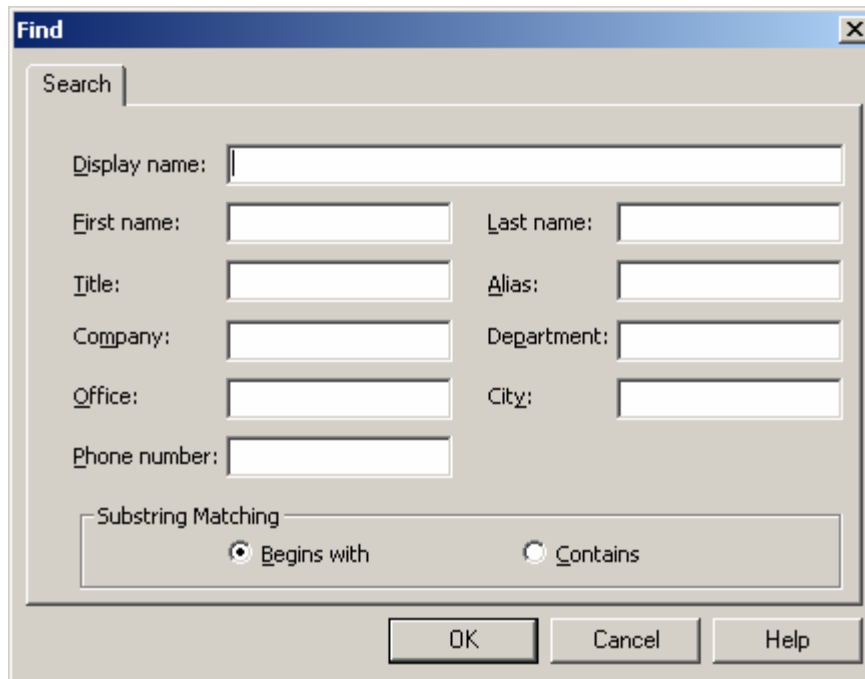 Find
Search
Display name:
First name: Last name:
Title: Alias:
Company: Department:
Office: City:
Phone number:
Substring Matching
Begins with Contains
OK Cancel Help